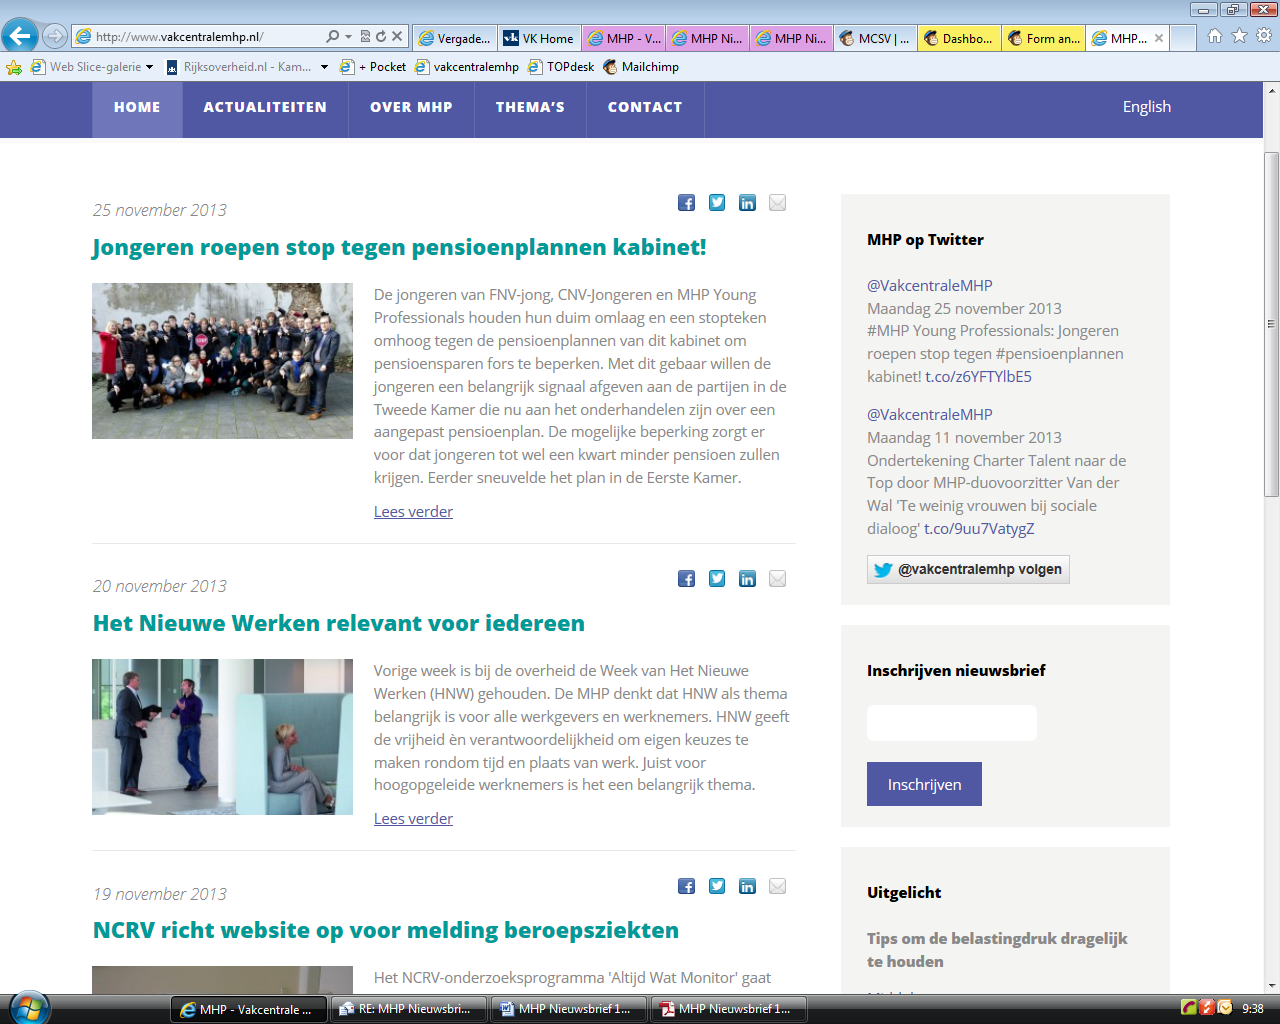 http://www.vakcentralemhp.nl/
Vergade...
VK Home
MHP - V...
MHP Ni...
MHP Ni...
MCSV | ...
Dashbo...
Form an...
MHP...
Web Slice-galerie
Rijksoverheid.nl - Kam...
+ Pocket
vakcentralemhp
TOPdesk
Mailchimp
HOME
ACTUALITEITEN
OVER MHP
THEMA'S
CONTACT
English
25 november 2013
Jongeren roepen stop tegen pensioenplannen kabinet!
De jongeren van FNV-jong, CNV-Jongeren en MHP Young
Professionals houden hun duim omlaag en een stopteken
omhoog tegen de pensioenplannen van dit kabinet om
pensioensparen fors te beperken. Met dit gebaar willen de
jongeren een belangrijk signaal afgeven aan de partijen in de
Tweede Kamer die nu aan het onderhandelen zijn over een
aangepast pensioenplan. De mogelijke beperking zorgt er
voor dat jongeren tot wel een kwart minder pensioen zullen
krijgen. Eerder sneuvelde het plan in de Eerste Kamer.
Lees verder
20 november 2013
Het Nieuwe Werken relevant voor iedereen
Vorige week is bij de overheid de Week van Het Nieuwe
Werken (HNW) gehouden. De MHP denkt dat HNW als thema
belangrijk is voor alle werkgevers en werknemers. HNW geeft
de vrijheid èn verantwoordelijkheid om eigen keuzes te
maken rondom tijd en plaats van werk. Juist voor
hoogopgeleide werknemers is het een belangrijk thema.
Lees verder
19 november 2013
NCRV richt website op voor melding beroepsziekten
Het NCRV-onderzoeksprogramma 'Altijd Wat Monitor' gaat
MHP op Twitter
@VakcentraleMHP
Maandag 25 november 2013
#MHP Young Professionals: Jongeren
roepen stop tegen #pensioenplannen
kabinet! t.co/z6YFTYlbE5
@VakcentraleMHP
Maandag 11 november 2013
Ondertekening Charter Talent naar de
Top door MHP-duovoorzitter Van der
Wal 'Te weinig vrouwen bij sociale
dialoog' t.co/9uu7VatygZ
@vakcentralemhp volgen
Inschrijven nieuwsbrief
Inschrijven
Uitgelicht
Tips om de belastingdruk dragelijk
te houden
MHP - Vakcentrale ...
RE: MHP Nieuwsbri...
MHP Nieuwsbrief 1...
MHP Nieuwsbrief 1...
9:38